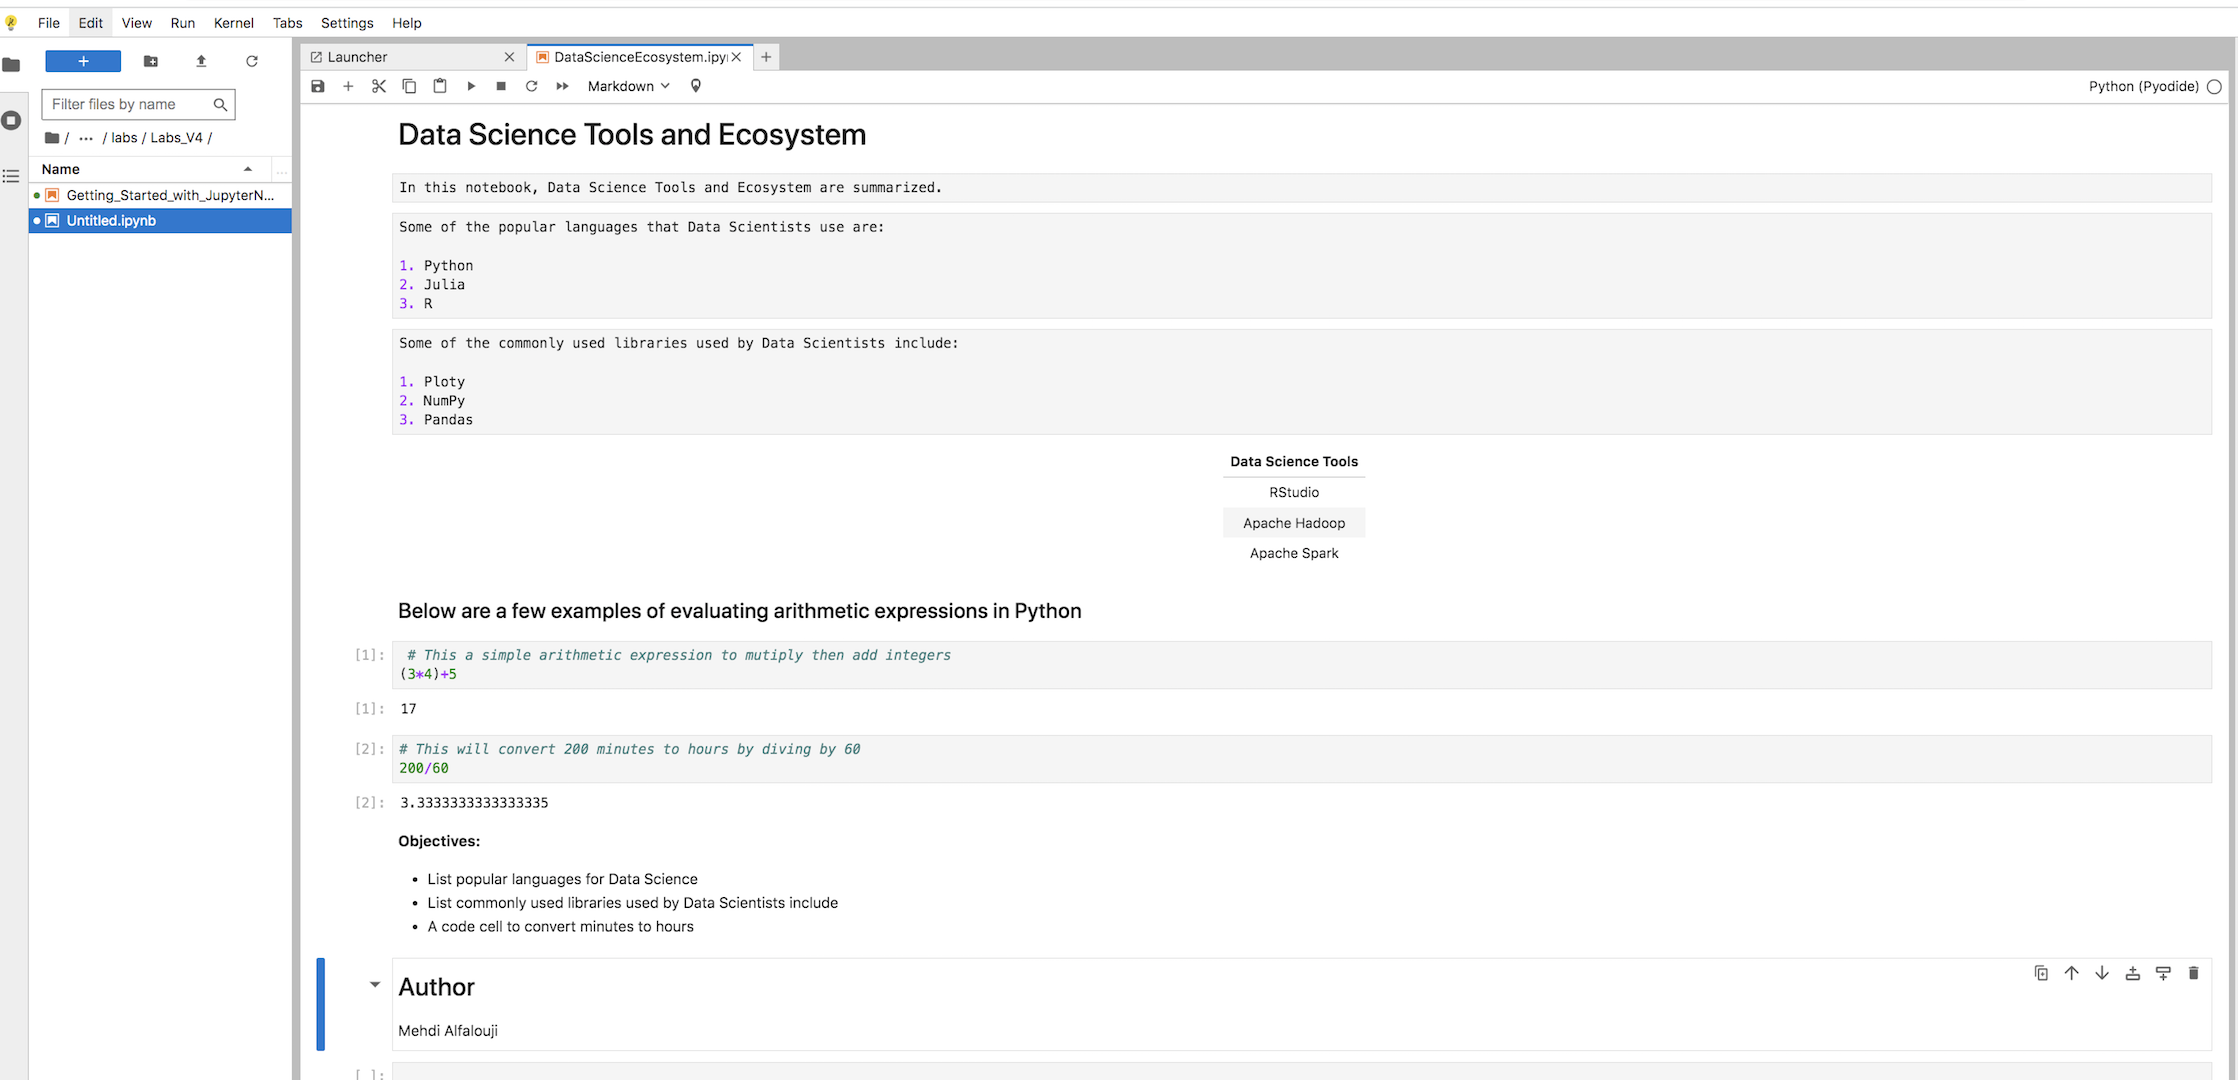 File Edit View Run Kernel Tabs Settings Help
Launcher
DataScienceEcosystem.ipy
Filter files by name
/ ... / labs / Labs_V4 /
Name
Getting_Started_with_JupyterN...
Untitled.ipynb
Markdown
Python (Pyodide)
Data Science Tools and Ecosystem
In this notebook, Data Science Tools and Ecosystem are summarized.
Some of the popular languages that Data Scientists use are:
1. Python
2. Julia
3. R
Some of the commonly used libraries used by Data Scientists include:
1. Ploty
2. NumPy
3. Pandas
Data Science Tools
RStudio
Apache Hadoop
Apache Spark
Below are a few examples of evaluating arithmetic expressions in Python
[1]: # This a simple arithmetic expression to mutiply then add integers
(3*4)+5
[1]: 17
[2]: # This will convert 200 minutes to hours by diving by 60
200/60
[2]: 3.3333333333333335
Objectives:
• List popular languages for Data Science
• List commonly used libraries used by Data Scientists include
• A code cell to convert minutes to hours
Author
Mehdi Alfalouji
[ ]: